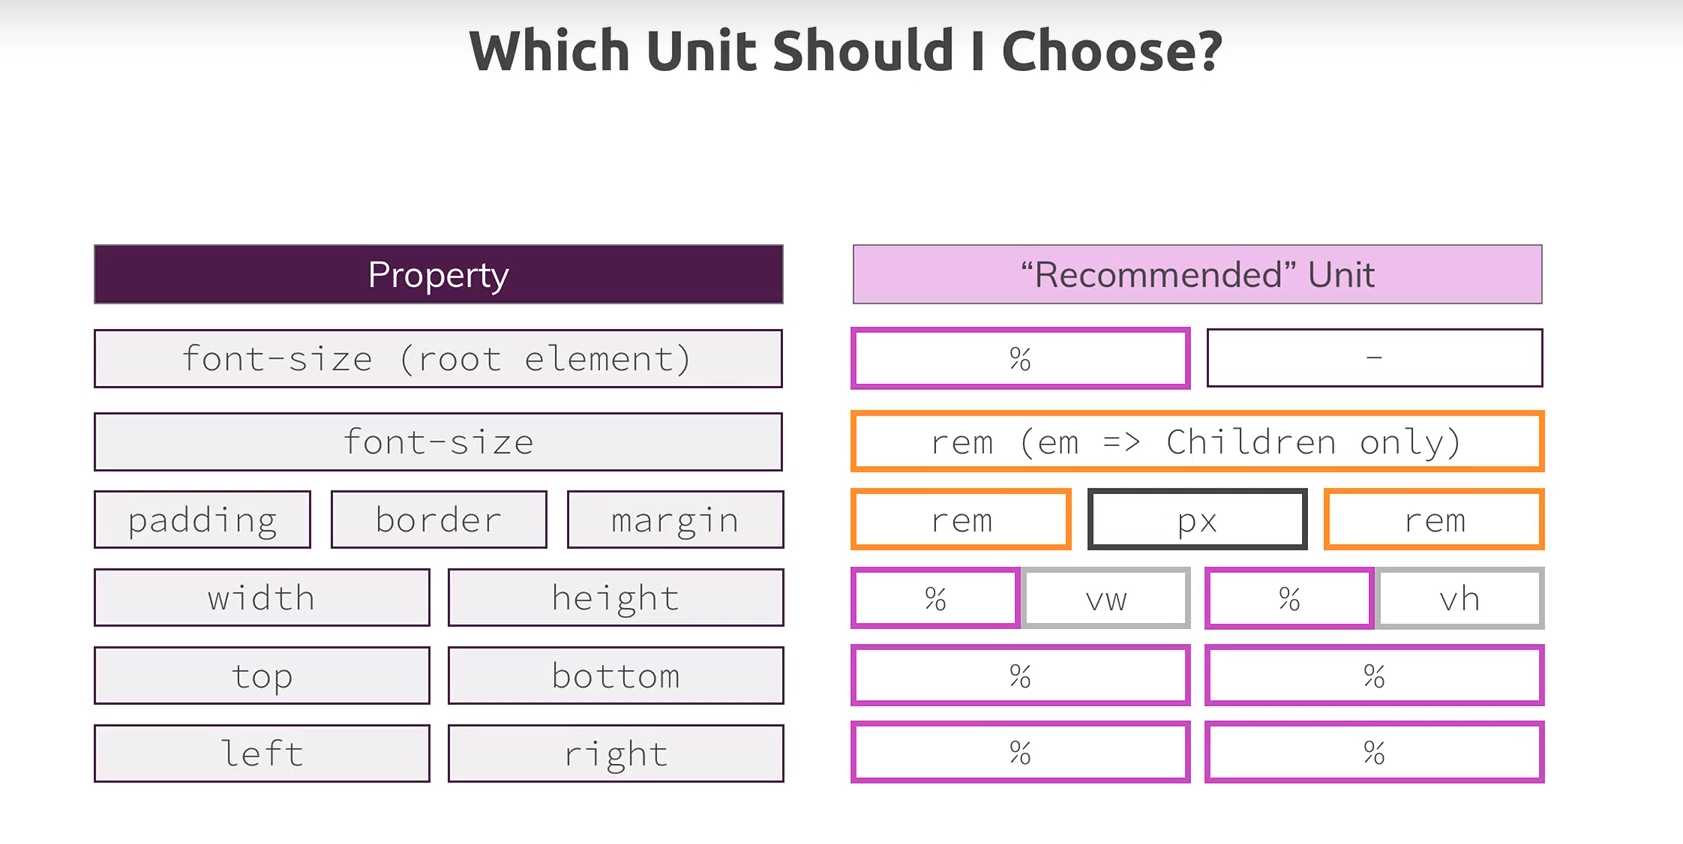 Which Unit Should I Choose?
Property
“Recommended” Unit
font-size (root element)
%
–
font-size
rem (em => Children only)
padding
border
margin
rem
px
rem
width
height
%
vw
%
vh
top
bottom
%
%
left
right
%
%